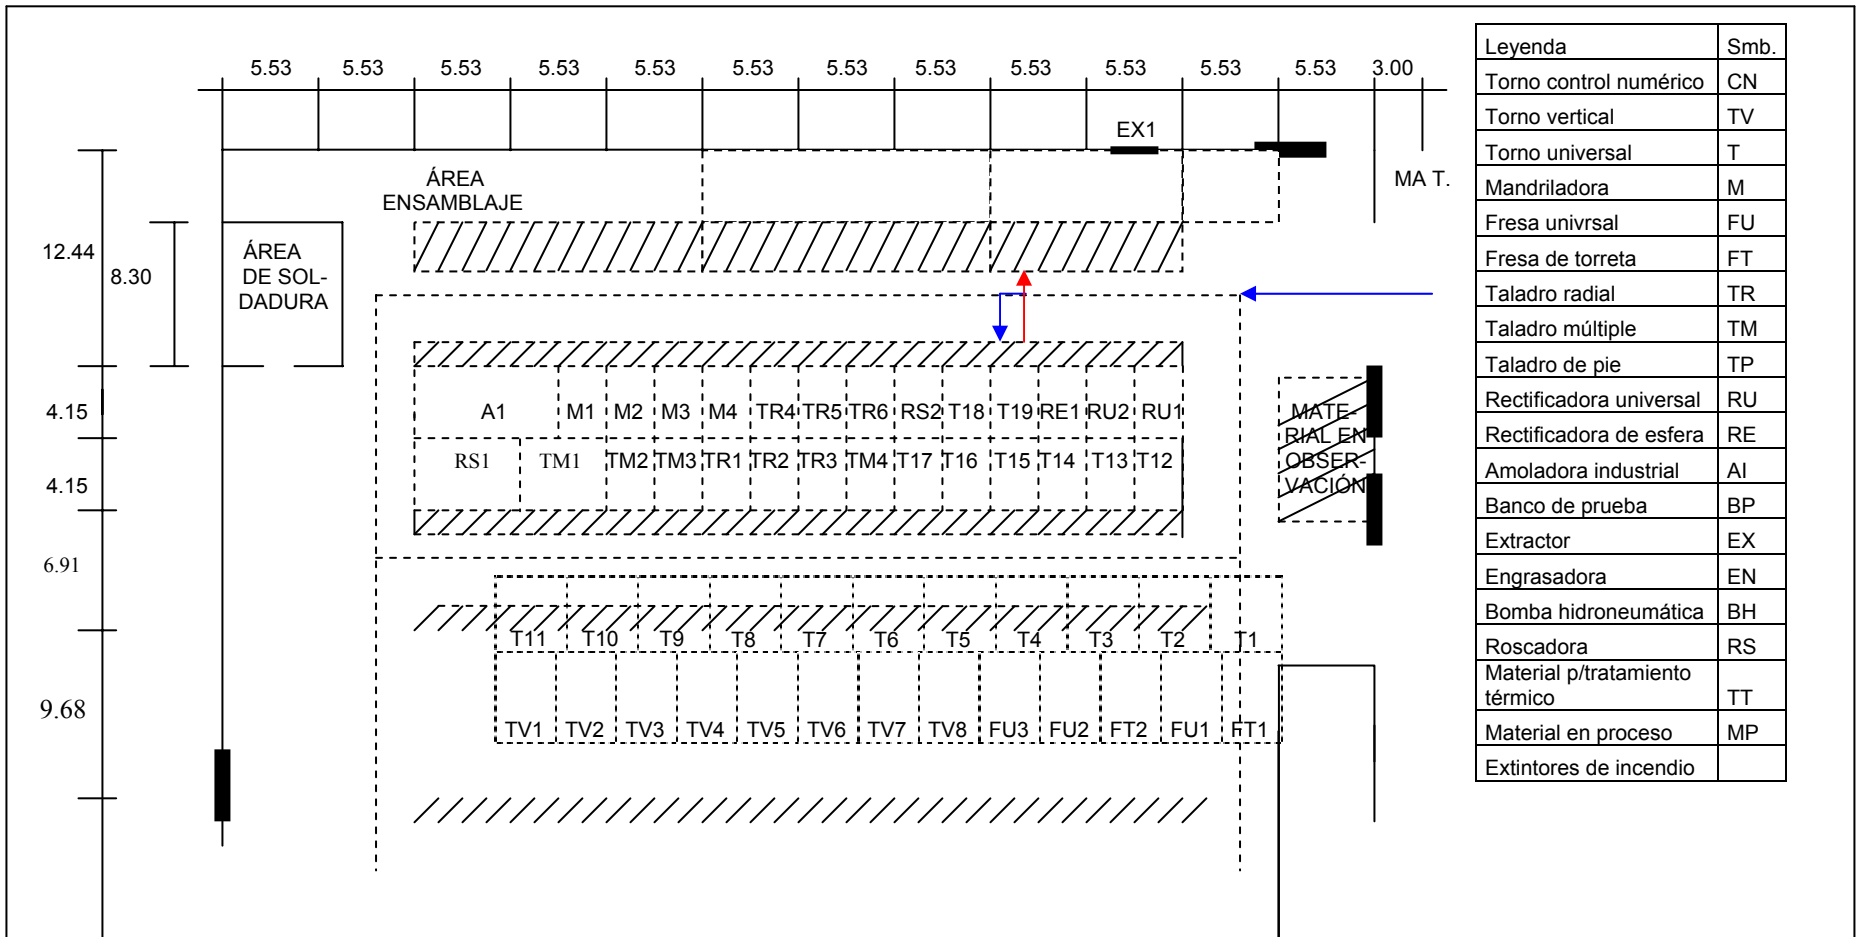 5.53 5.53 5.53 5.53 5.53 5.53 5.53 5.53 5.53 5.53 5.53 5.53 3.00
EX1
MA T.
ÁREA
ENSAMBLAJE
12.44
8.30
ÁREA
DE SOL-
DADURA
4.15
A1 M1 M2 M3 M4 TR4 TR5 TR6 RS2 T18 T19 RE1 RU2 RU1
4.15
RS1 TM1 TM2 TM3 TR1 TR2 TR3 TM4 T17 T16 T15 T14 T13 T12
MATE-
RIAL EN
OBSER-
VACIÓN
6.91
T11 T10 T9 T8 T7 T6 T5 T4 T3 T2 T1
9.68
TV1 TV2 TV3 TV4 TV5 TV6 TV7 TV8 FU3 FU2 FT2 FU1 FT1
Leyenda Smb.
Torno control numérico CN
Torno vertical TV
Torno universal T
Mandriladora M
Fresa univrsal FU
Fresa de torreta FT
Taladro radial TR
Taladro múltiple TM
Taladro de pie TP
Rectificadora universal RU
Rectificadora de esfera RE
Amoladora industrial AI
Banco de prueba BP
Extractor EX
Engrasadora EN
Bomba hidroneumática BH
Roscadora RS
Material p/tratamiento
térmico TT
Material en proceso MP
Extintores de incendio